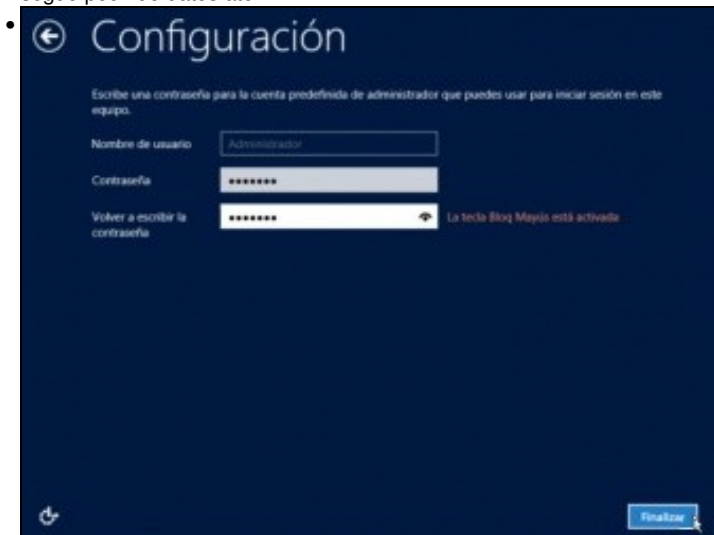 Configuración
Escribe una contraseña para la cuenta predefinida de administrador que puedes usar para iniciar sesión en este
equipo.
Nombre de usuario
Administrador
Contraseña
•••••••
Volver a escribir la
contraseña
•••••••
La tecla Bloq Mayús está activada
Finalizar